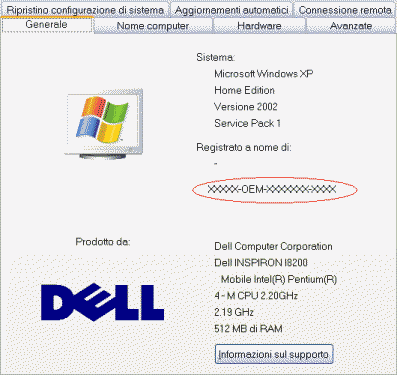 Ripristino configurazione di sistema Aggiornamenti automatici Connessione remota
Generale Nome computer Hardware Avanzate
Sistema:
Microsoft Windows XP
Home Edition
Versione 2002
Service Pack 1
Registrato a nome di:
-
XXXXX-OEM-XXXXXXX-XXXX
Prodotto da:
Dell Computer Corporation
Dell INSPIRON I8200
Mobile Intel(R) Pentium(R)
4 - M CPU 2.20GHz
2.19 GHz
512 MB di RAM
DELL
Informazioni sul supporto